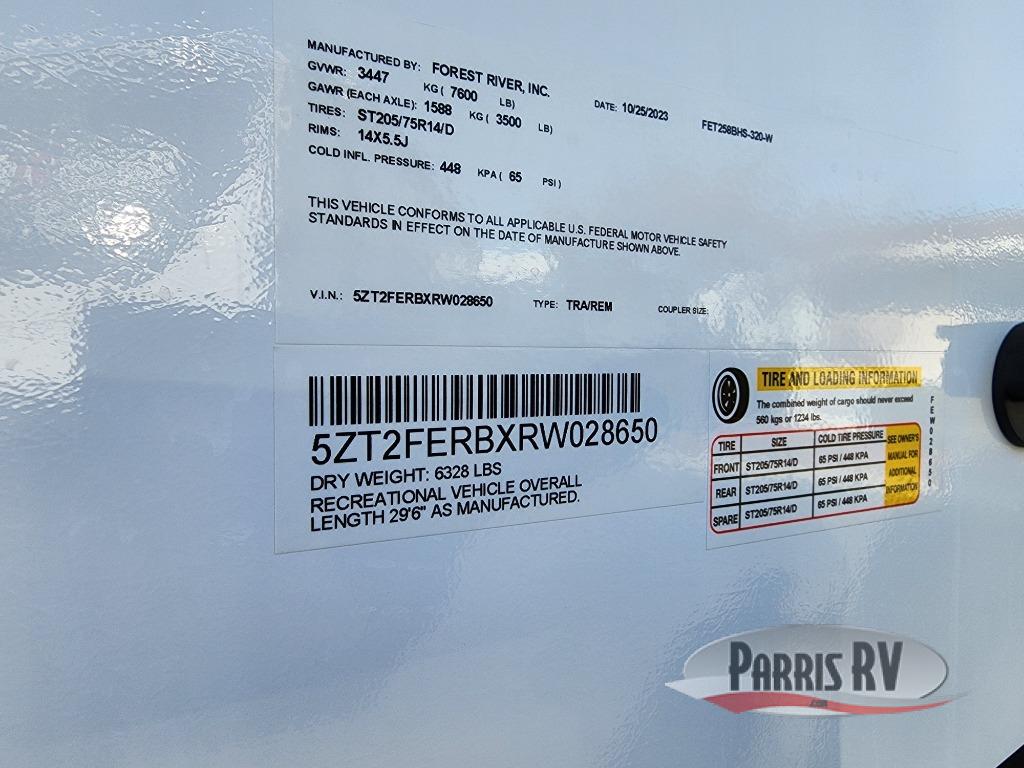 MANUFACTURED BY: FOREST RIVER, INC. DATE: 10/25/2023 FET258BHS-320-W
GVWR: 3447 KG ( 7600 LB)
GAWR (EACH AXLE): 1588 KG ( 3500 LB)
TIRES: ST205/75R14/D
RIMS: 14X5.5J
COLD INFL. PRESSURE: 448 KPA ( 65 PSI )
THIS VEHICLE CONFORMS TO ALL APPLICABLE U.S. FEDERAL MOTOR VEHICLE SAFETY
STANDARDS IN EFFECT ON THE DATE OF MANUFACTURE SHOWN ABOVE.
V.I.N.: 5ZT2FERBXRW028650 TYPE: TRA/REM COUPLER SIZE:
5ZT2FERBXRW028650
DRY WEIGHT: 6328 LBS
RECREATIONAL VEHICLE OVERALL
LENGTH 29'6" AS MANUFACTURED.
TIRE AND LOADING INFORMATION
The combined weight of cargo should never exceed
560 kgs or 1234 lbs.
TIRE SIZE COLD TIRE PRESSURE
FRONT ST205/75R14/D 65 PSI / 448 KPA
REAR ST205/75R14/D 65 PSI / 448 KPA
SPARE ST205/75R14/D 65 PSI / 448 KPA
SEE OWNER'S
MANUAL FOR
ADDITIONAL
INFORMATION
FEW028650
PARRIS RV
.com